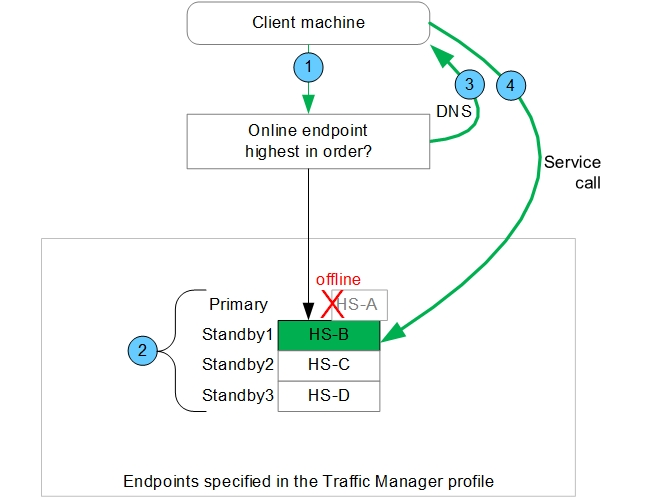 Client machine
1
3
4
DNS
Online endpoint
highest in order?
Service
call
offline
Primary
HS-A
Standby1
HS-B
2
Standby2
HS-C
Standby3
HS-D
Endpoints specified in the Traffic Manager profile